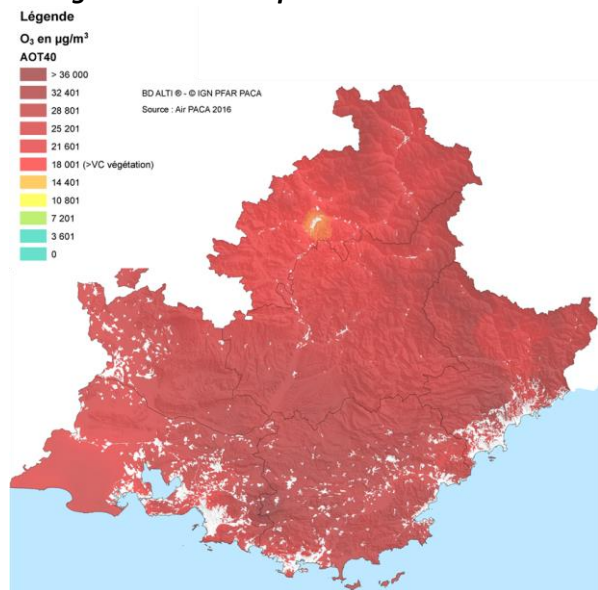 Légende
O₃ en µg/m³
AOT40
> 36 000
32 401
28 801
25 201
21 601
18 001 (>VC végétation)
14 401
10 801
7 201
3 601
0
BD ALTI ® - © IGN PFAR PACA
Source : Air PACA 2016